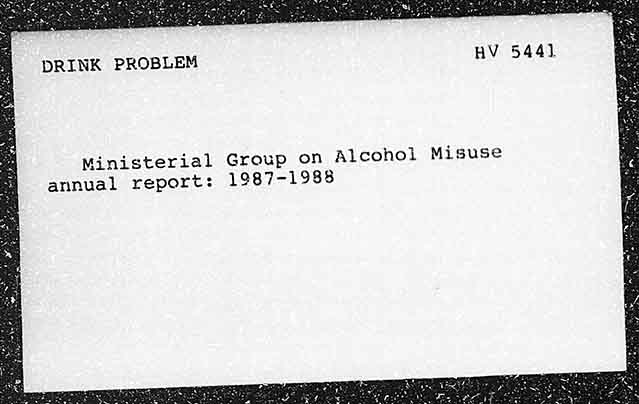 DRINK PROBLEM HV 5441
Ministerial Group on Alcohol Misuse
annual report: 1987-1988